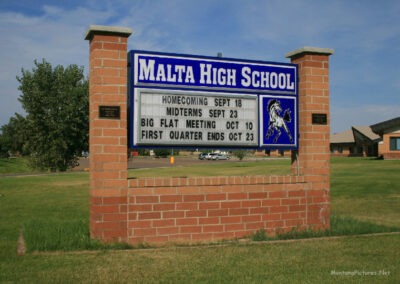 MALTA HIGH SCHOOL
HOMECOMING SEPT 18
MIDTERMS SEPT 23
BIG FLAT MEETING OCT 10
FIRST QUARTER ENDS OCT 23
MontanaPictures.Net